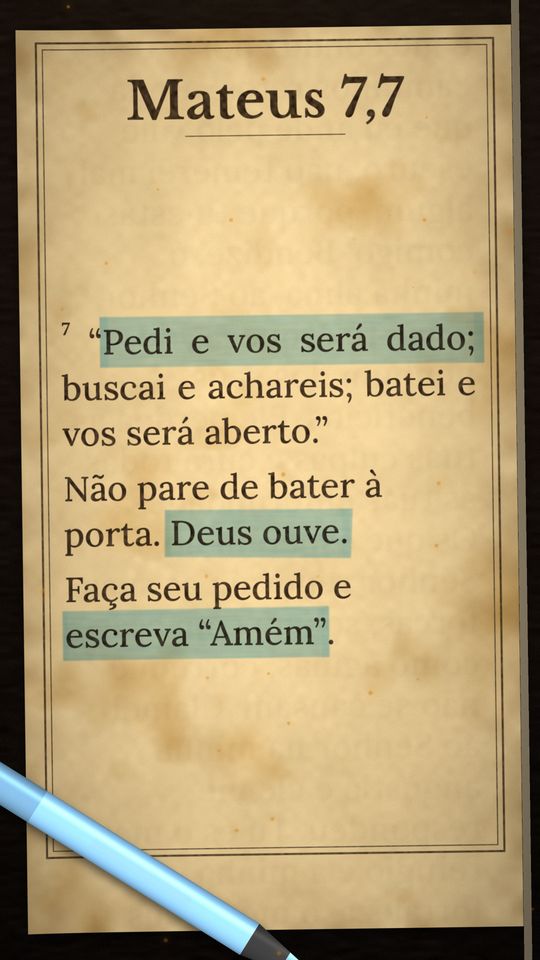 Mateus 7,7
7 “Pedi e vos será dado;
buscai e achareis; batei e
vos será aberto.”
Não pare de bater à
porta. Deus ouve.
Faça seu pedido e
escreva “Amém”.